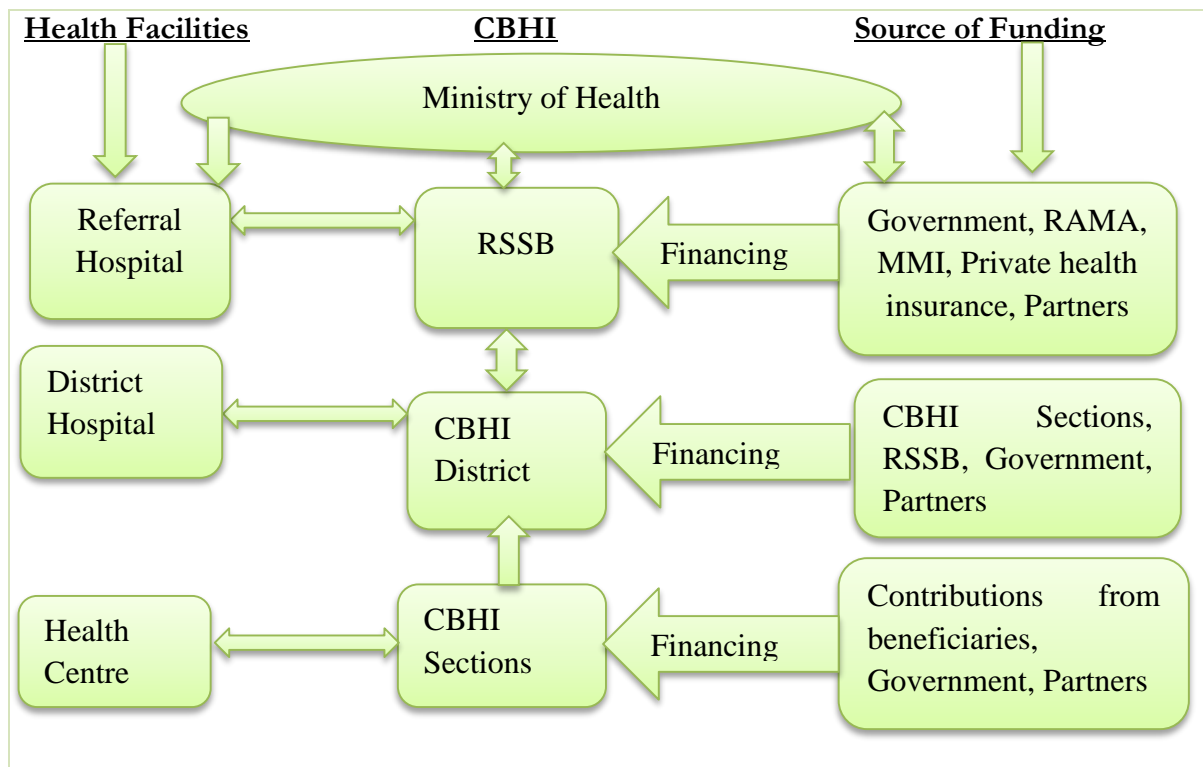 Health Facilities
CBHI
Source of Funding
Ministry of Health
Referral
Hospital
RSSB
Financing
Government, RAMA,
MMI, Private health
insurance, Partners
District
Hospital
CBHI
District
Financing
CBHI Sections,
RSSB, Government,
Partners
Health
Centre
CBHI
Sections
Financing
Contributions from
beneficiaries,
Government, Partners